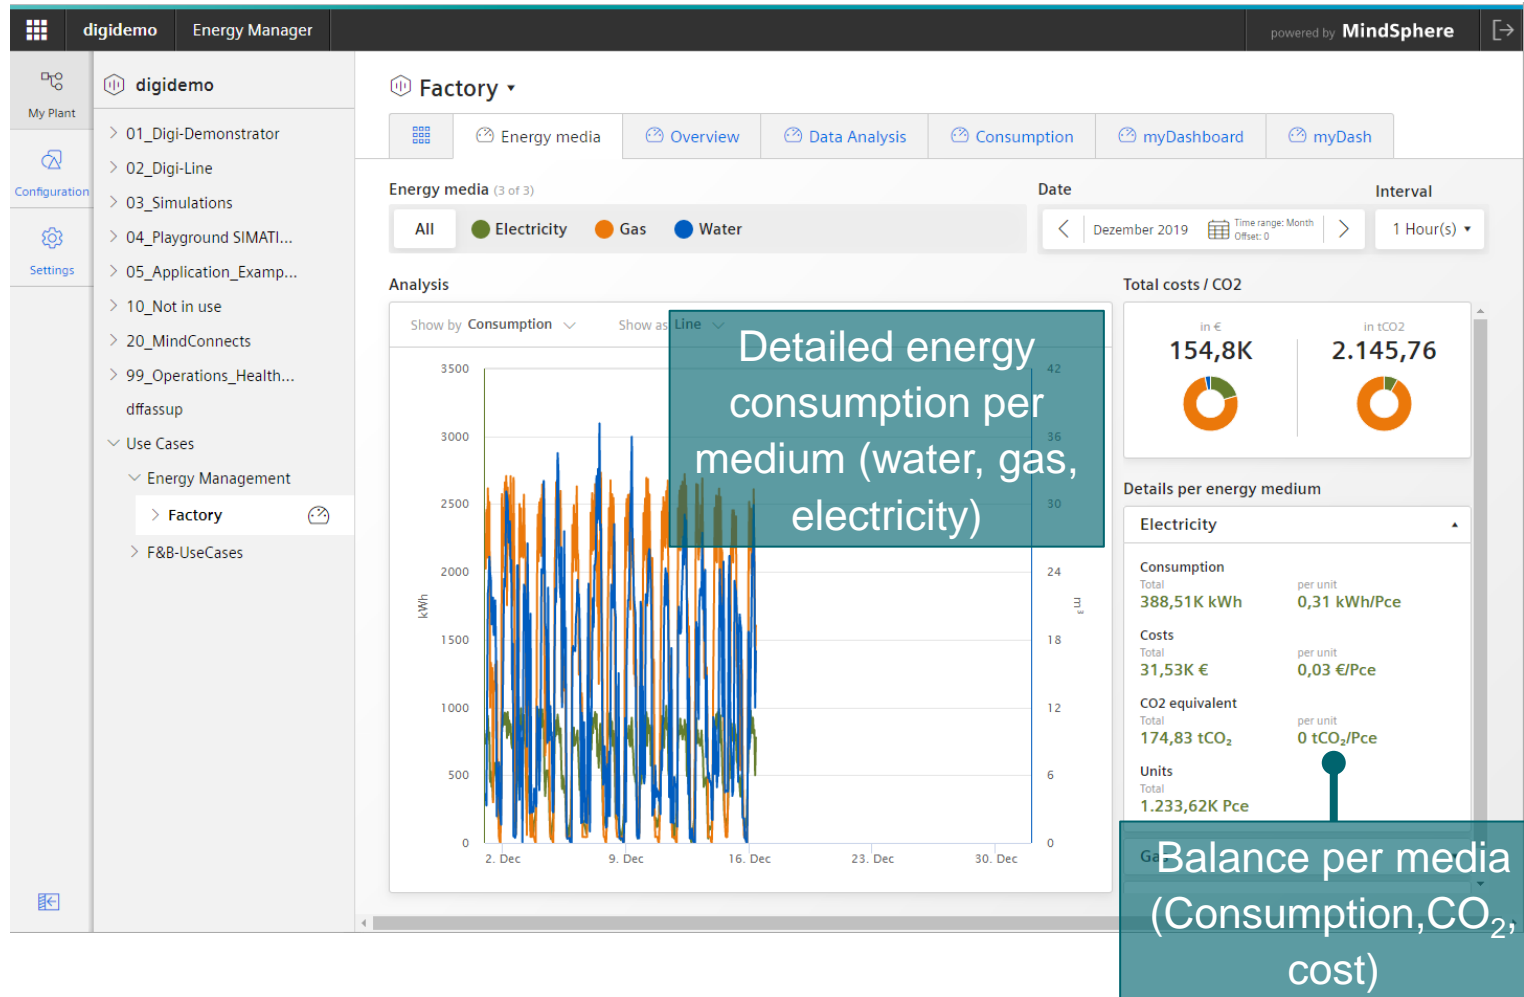 digidemo Energy Manager powered by MindSphere
My Plant
Configuration
Settings
digidemo
01_Digi-Demonstrator
02_Digi-Line
03_Simulations
04_Playground SIMATI...
05_Application_Examp...
10_Not in use
20_MindConnects
99_Operations_Health...
dffassup
Use Cases
Energy Management
Factory
F&B-UseCases
Factory
Energy media Overview Data Analysis Consumption myDashboard myDash
Energy media (3 of 3)
All Electricity Gas Water
Date
Dezember 2019 Time range: Month
Offset: 0
Interval
1 Hour(s)
Analysis
Show by Consumption Show as Line
3500
3000
2500
2000
1500
1000
500
0
kWh
42
36
30
24
18
12
6
0
m³
2. Dec 9. Dec 16. Dec 23. Dec 30. Dec
Detailed energy
consumption per
medium (water, gas,
electricity)
Total costs / CO2
in € in tCO2
154,8K 2.145,76
Details per energy medium
Electricity
Consumption
Total per unit
388,51K kWh 0,31 kWh/Pce
Costs
Total per unit
31,53K € 0,03 €/Pce
CO2 equivalent
Total per unit
174,83 tCO₂ 0 tCO₂/Pce
Units
Total
1.233,62K Pce
Balance per media
(Consumption,CO₂,
cost)